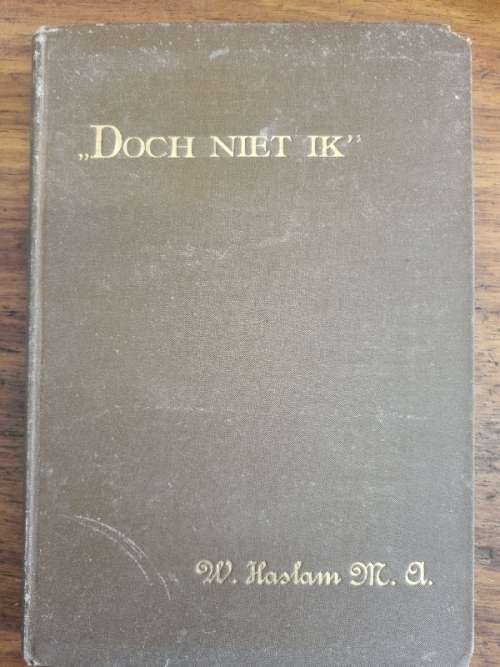 „Doch niet ik”
W. Haslam M. A.